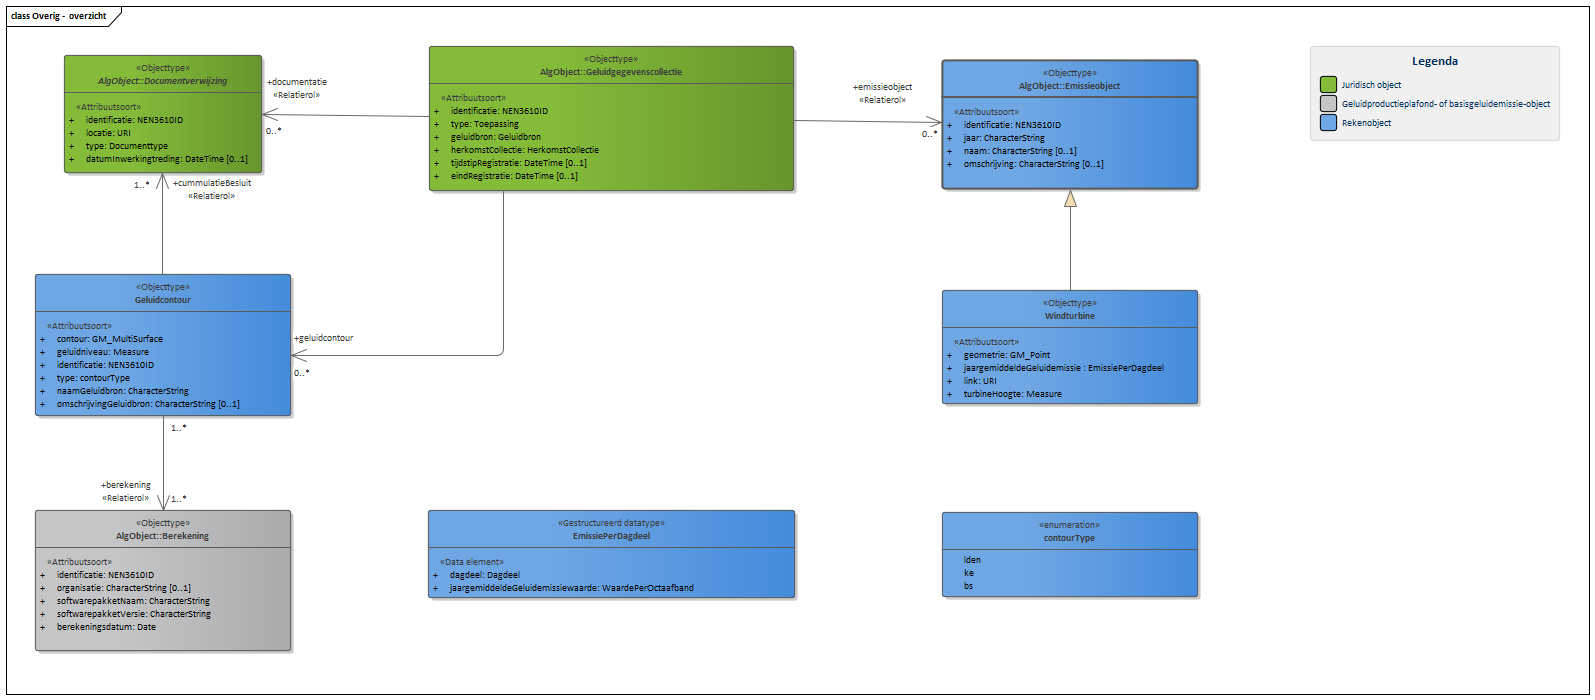 class Overig - overzicht
«Objecttype»
AlgObject::Documentverwijzing
«Attribuutsoort»
+ identificatie: NEN3610ID
+ locatie: URI
+ type: Documenttype
+ datumInwerkingtreding: DateTime [0..1]
+documentatie
«Relatierol»
0..*
«Objecttype»
AlgObject::Geluidgegevenscollectie
«Attribuutsoort»
+ identificatie: NEN3610ID
+ type: Toepassing
+ geluidbron: Geluidbron
+ herkomstCollectie: HerkomstCollectie
+ tijdstipRegistratie: DateTime [0..1]
+ eindRegistratie: DateTime [0..1]
+emissieobject
«Relatierol»
0..*
«Objecttype»
AlgObject::Emissieobject
«Attribuutsoort»
+ identificatie: NEN3610ID
+ jaar: CharacterString
+ naam: CharacterString [0..1]
+ omschrijving: CharacterString [0..1]
Legenda
Juridisch object
Geluidproductieplafond- of basisgeluidemissie-object
Rekenobject
1..*
+cummulatieBesluit
«Relatierol»
«Objecttype»
Geluidcontour
«Attribuutsoort»
+ contour: GM_MultiSurface
+ geluidniveau: Measure
+ identificatie: NEN3610ID
+ type: contourType
+ naamGeluidbron: CharacterString
+ omschrijvingGeluidbron: CharacterString [0..1]
+geluidcontour
0..*
«Objecttype»
Windturbine
«Attribuutsoort»
+ geometrie: GM_Point
+ jaargemiddeldeGeluidemissie : EmissiePerDagdeel
+ link: URI
+ turbineHoogte: Measure
1..*
+berekening
«Relatierol»
1..*
«Objecttype»
AlgObject::Berekening
«Attribuutsoort»
+ identificatie: NEN3610ID
+ organisatie: CharacterString [0..1]
+ softwarepakketNaam: CharacterString
+ softwarepakketVersie: CharacterString
+ berekeningsdatum: Date
«Gestructureerd datatype»
EmissiePerDagdeel
«Data element»
+ dagdeel: Dagdeel
+ jaargemiddeldeGeluidemissiewaarde: WaardePerOctaafband
«enumeration»
contourType
lden
ke
bs